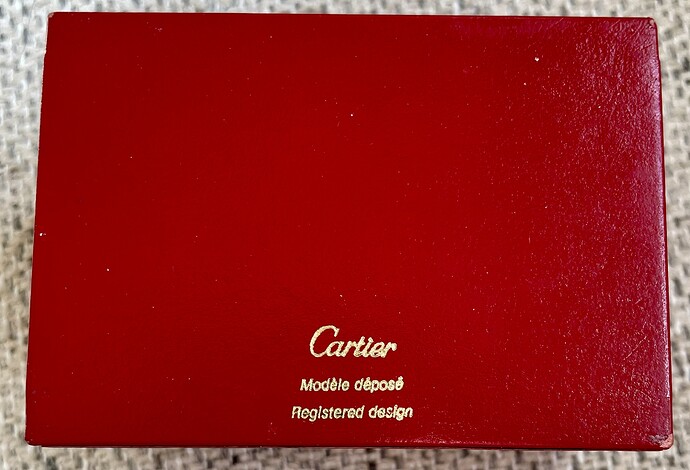 Cartier
Modèle déposé
Registered design